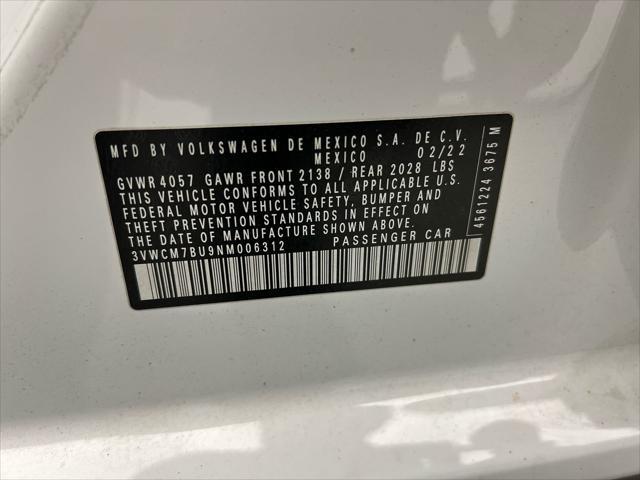 MFD BY VOLKSWAGEN DE MEXICO S.A. DE C.V.
MEXICO 02/22
GVWR 4057 GAWR FRONT 2138 / REAR 2028 LBS
THIS VEHICLE CONFORMS TO ALL APPLICABLE U.S.
FEDERAL MOTOR VEHICLE SAFETY, BUMPER AND
THEFT PREVENTION STANDARDS IN EFFECT ON
THE DATE OF MANUFACTURE SHOWN ABOVE.
3VWCM7BU9NM006312 PASSENGER CAR
4561224 3675 M